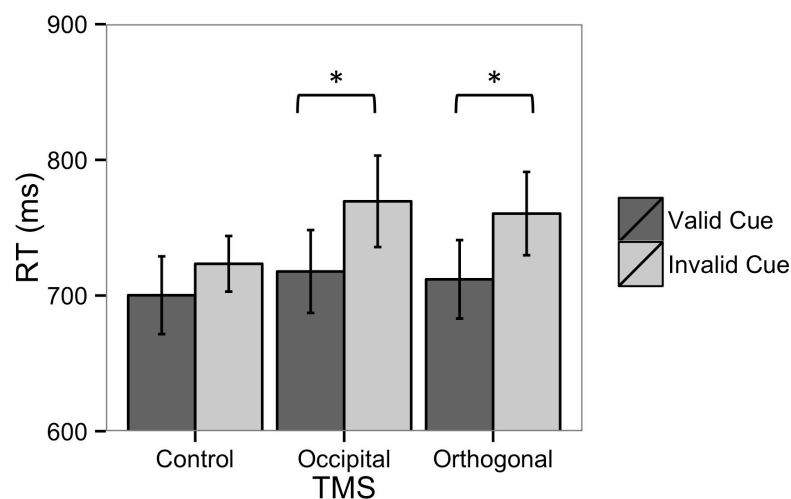 900
800
700
600
RT (ms)
* *
Control Occipital Orthogonal
TMS
Valid Cue
Invalid Cue